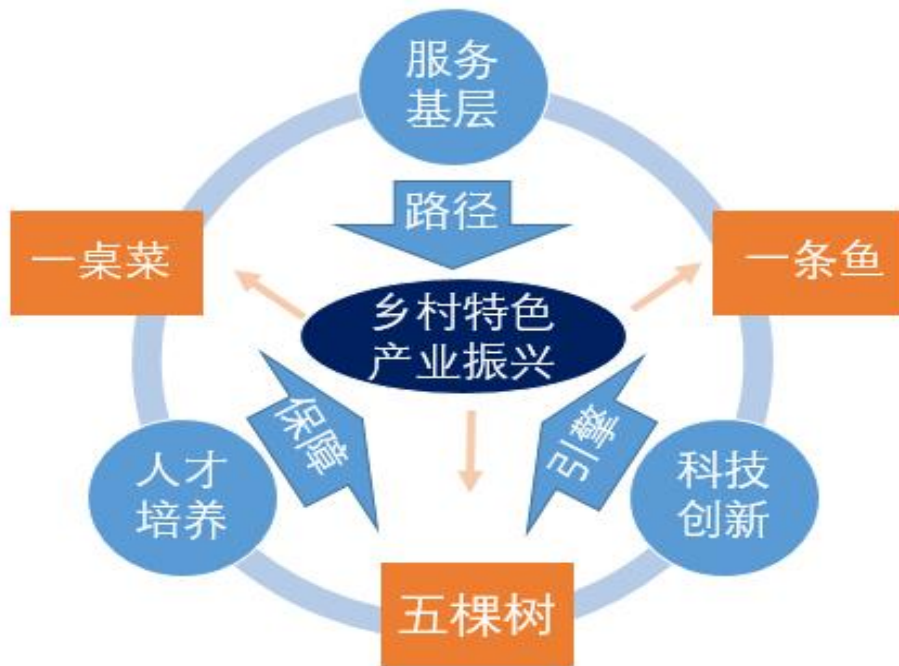 服务
基层
路径
一桌菜
一条鱼
乡村特色
产业振兴
保障
引擎
人才
培养
科技
创新
五棵树